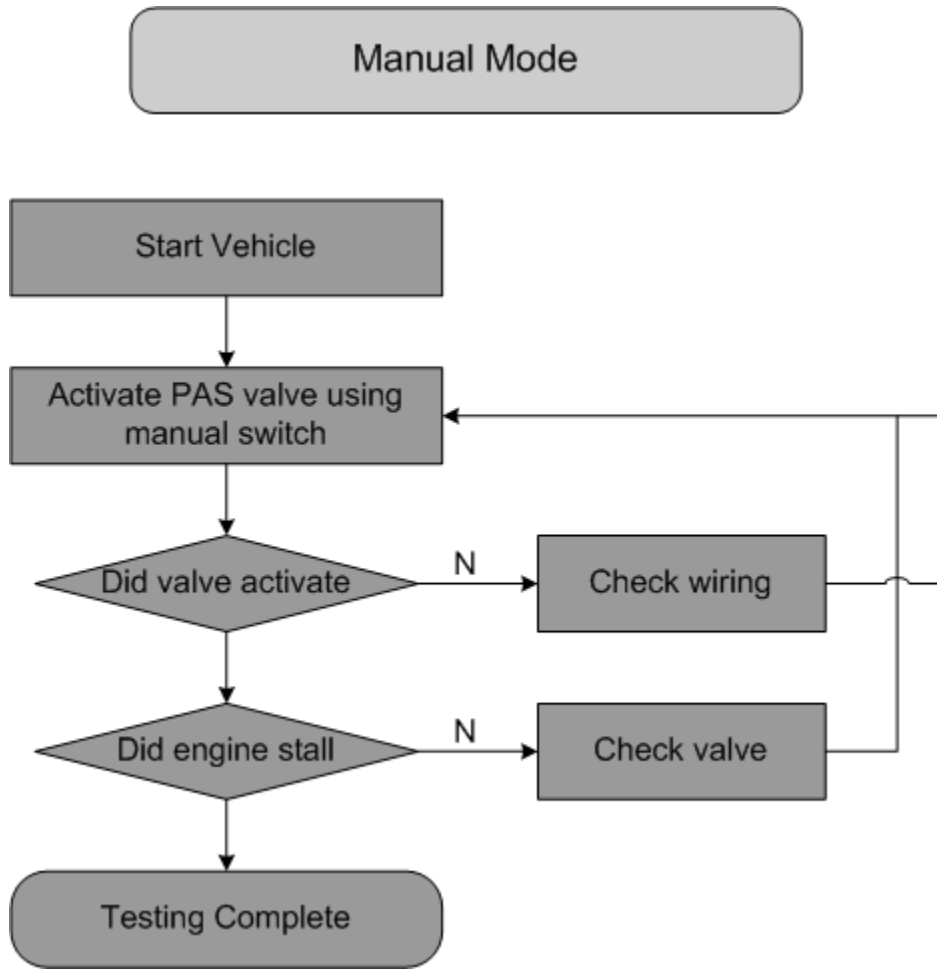 Manual Mode
Start Vehicle
Activate PAS valve using
manual switch
Did valve activate
N
Check wiring
Did engine stall
N
Check valve
Testing Complete